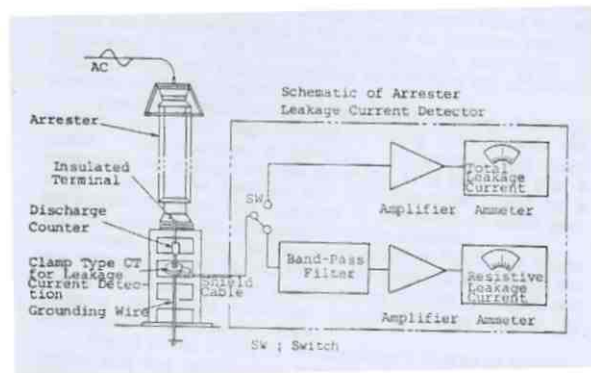 AC
Schematic of Arrester
Leakage Current Detector
Arrester
Insulated
Terminal
Discharge
Counter
Clamp Type CT
for Leakage
Current Detec-
tion
Grounding Wire
Shield
Cable
SW
Band-Pass
Filter
Amplifier
Ammeter
Total
Leakage
Current
Amplifier
Ammeter
Resistive
Leakage
Current
SW ; Switch